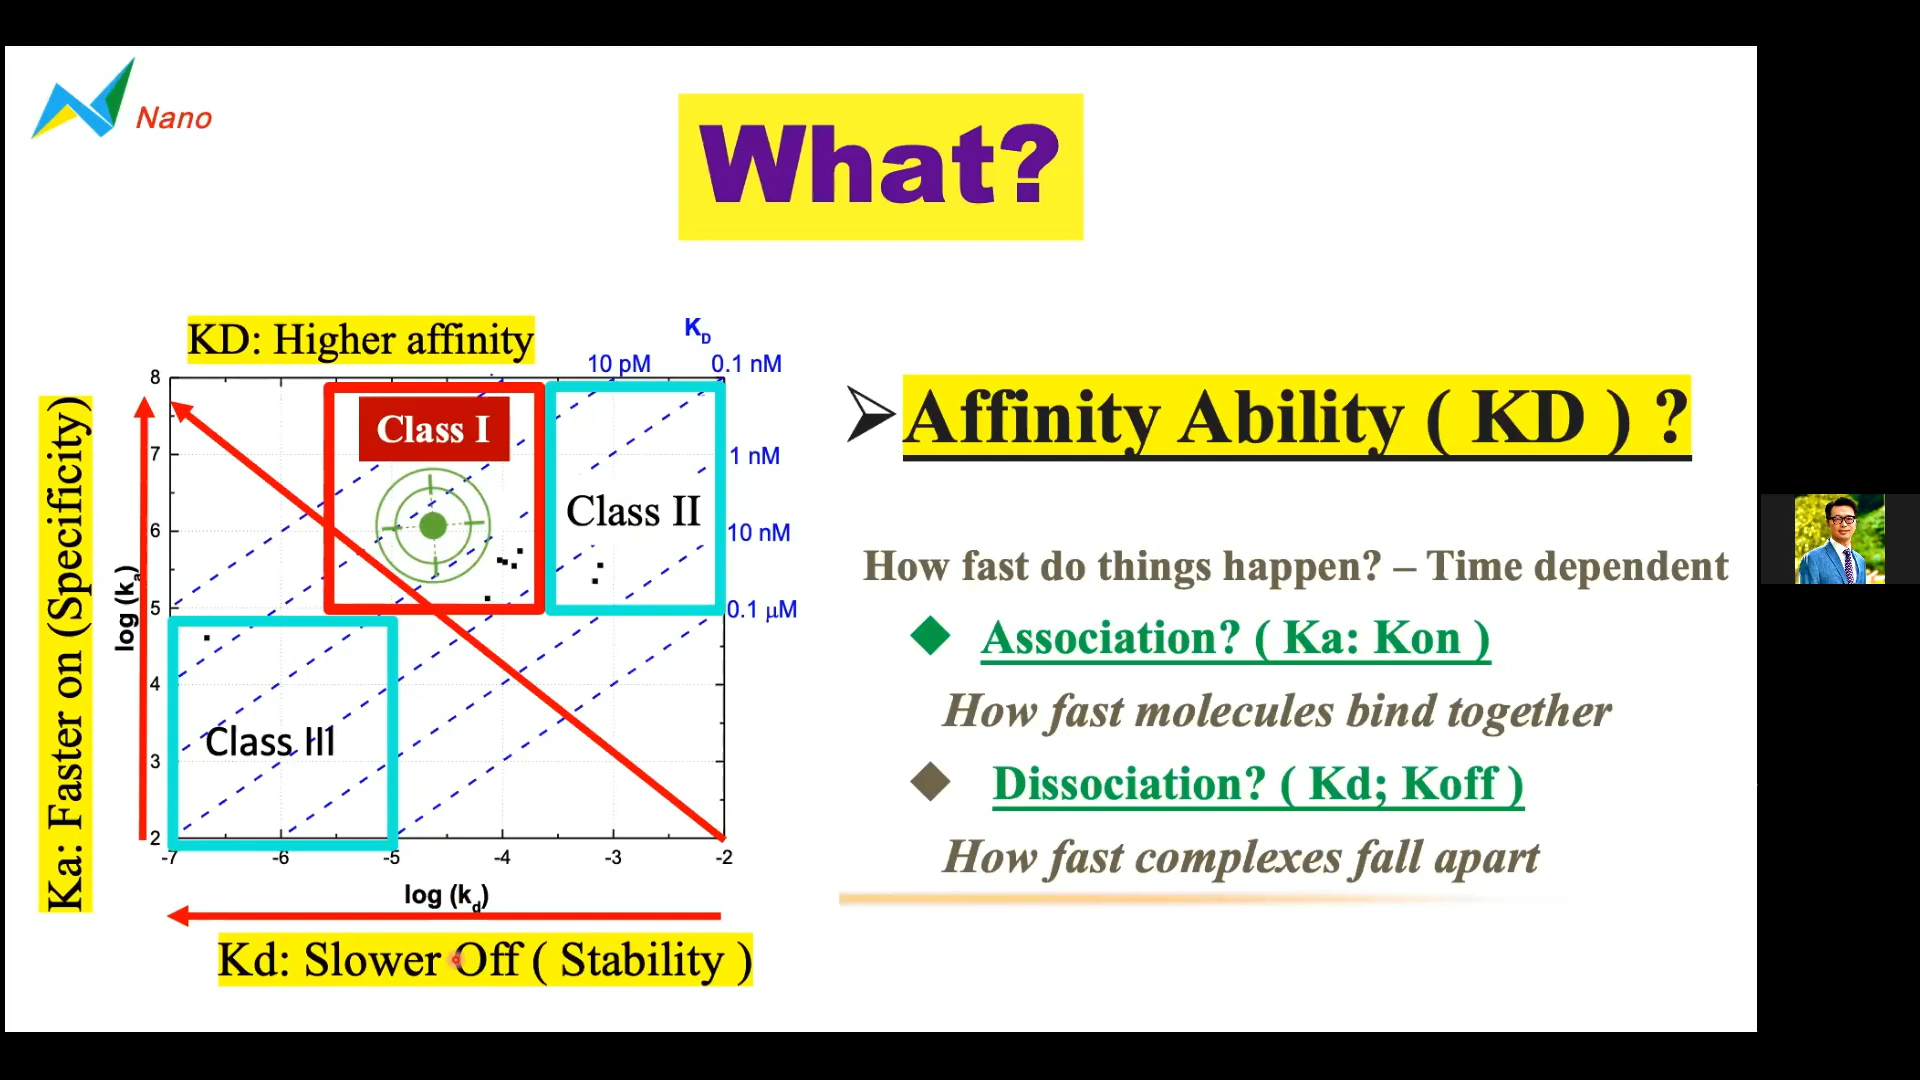 Nano
What?
KD: Higher affinity
K_D
10 pM
0.1 nM
1 nM
10 nM
0.1 μM
Ka: Faster on (Specificity)
log (k_a)
8
7
6
5
4
3
2
Class I
Class II
Class III
-7 -6 -5 -4 -3 -2
log (k_d)
Kd: Slower Off ( Stability )
Affinity Ability ( KD ) ?
How fast do things happen? – Time dependent
Association? ( Ka: Kon )
How fast molecules bind together
Dissociation? ( Kd; Koff )
How fast complexes fall apart